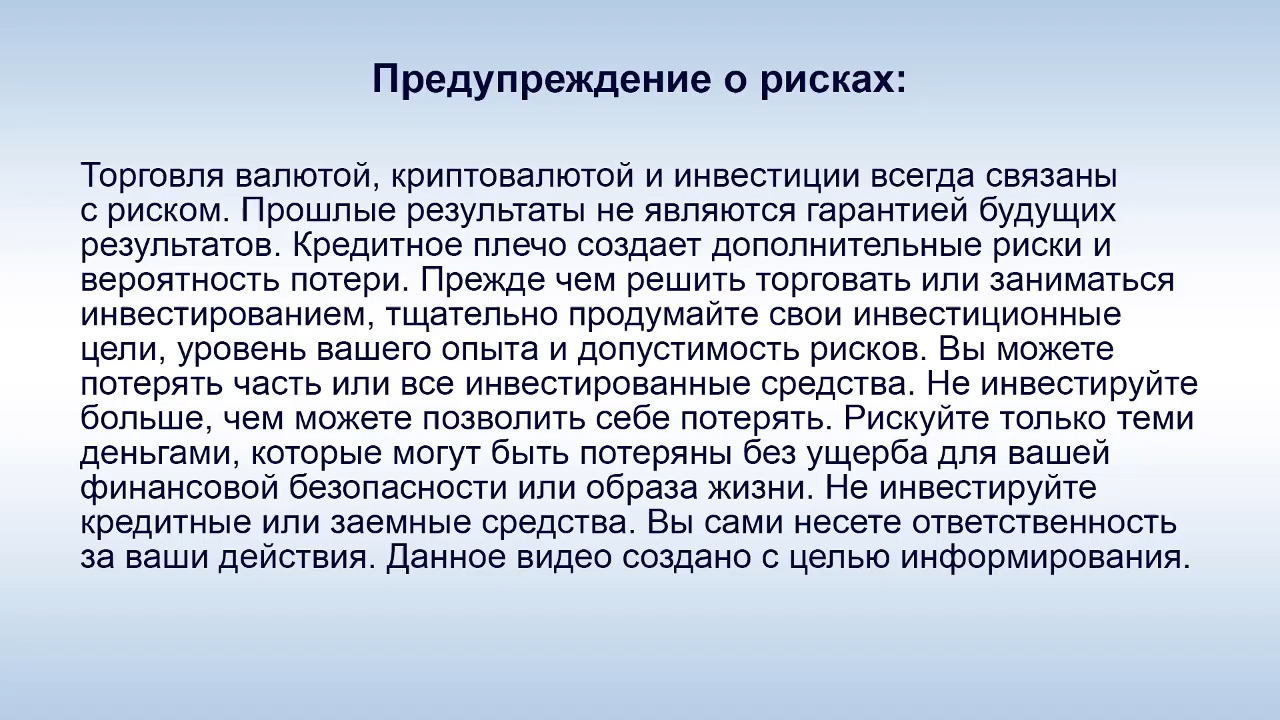 Предупреждение о рисках:
Торговля валютой, криптовалютой и инвестиции всегда связаны
с риском. Прошлые результаты не являются гарантией будущих
результатов. Кредитное плечо создает дополнительные риски и
вероятность потери. Прежде чем решить торговать или заниматься
инвестированием, тщательно продумайте свои инвестиционные
цели, уровень вашего опыта и допустимость рисков. Вы можете
потерять часть или все инвестированные средства. Не инвестируйте
больше, чем можете позволить себе потерять. Рискуйте только теми
деньгами, которые могут быть потеряны без ущерба для вашей
финансовой безопасности или образа жизни. Не инвестируйте
кредитные или заемные средства. Вы сами несете ответственность
за ваши действия. Данное видео создано с целью информирования.